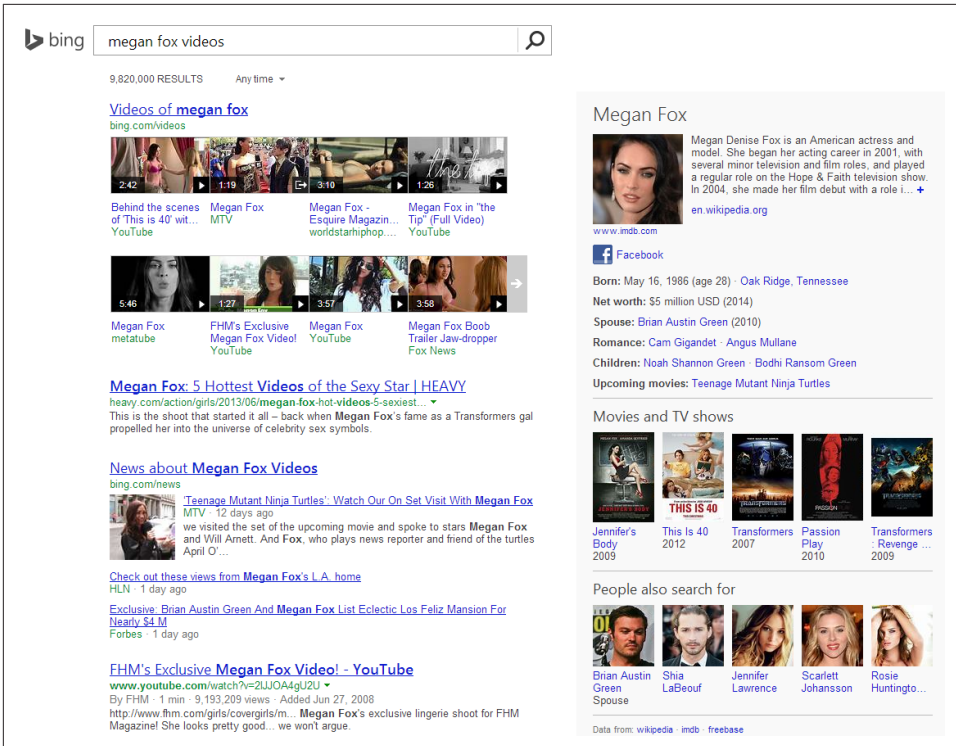 bing
megan fox videos
9,820,000 RESULTS Any time
Videos of megan fox
bing.com/videos
2:42
1:19
3:10
1:26
Behind the scenes
of 'This is 40' wit...
YouTube
Megan Fox
MTV
Megan Fox -
Esquire Magazin...
worldstarhiphop....
Megan Fox in "the
Tip" (Full Video)
YouTube
5:46
1:27
3:57
3:58
Megan Fox
metatube
FHM's Exclusive
Megan Fox Video!
YouTube
Megan Fox
YouTube
Megan Fox Boob
Trailer Jaw-dropper
Fox News
Megan Fox: 5 Hottest Videos of the Sexy Star | HEAVY
heavy.com/action/girls/2013/06/megan-fox-hot-videos-5-sexiest...
This is the shoot that started it all – back when Megan Fox's fame as a Transformers gal
propelled her into the universe of celebrity sex symbols.
News about Megan Fox Videos
bing.com/news
'Teenage Mutant Ninja Turtles': Watch Our On Set Visit With Megan Fox
MTV · 12 days ago
we visited the set of the upcoming movie and spoke to stars Megan Fox
and Will Arnett. And Fox, who plays news reporter and friend of the turtles
April O'...
Check out these views from Megan Fox's L.A. home
HLN · 1 day ago
Exclusive: Brian Austin Green And Megan Fox List Eclectic Los Feliz Mansion For
Nearly $4 M
Forbes · 1 day ago
FHM's Exclusive Megan Fox Video! - YouTube
www.youtube.com/watch?v=2lJJOA4gU2U
By FHM · 1 min · 9,193,209 views · Added Jun 27, 2008
http://www.fhm.com/girls/covergirls/m... Megan Fox's exclusive lingerie shoot for FHM
Magazine! She looks pretty good... we won't argue.
Megan Fox
Megan Denise Fox is an American actress and
model. She began her acting career in 2001, with
several minor television and film roles, and played
a regular role on the Hope & Faith television show.
In 2004, she made her film debut with a role i... +
en.wikipedia.org
www.imdb.com
Facebook
Born: May 16, 1986 (age 28) · Oak Ridge, Tennessee
Net worth: $5 million USD (2014)
Spouse: Brian Austin Green (2010)
Romance: Cam Gigandet · Angus Mullane
Children: Noah Shannon Green · Bodhi Ransom Green
Upcoming movies: Teenage Mutant Ninja Turtles
Movies and TV shows
JENNIFER'S BODY
THIS IS 40
TRANSFORMERS
PASSION PLAY
Jennifer's
Body
2009
This Is 40
2012
Transformers
2007
Passion
Play
2010
Transformers
: Revenge ...
2009
People also search for
Brian Austin
Green
Spouse
Shia
LaBeouf
Jennifer
Lawrence
Scarlett
Johansson
Rosie
Huntingto...
Data from: wikipedia · imdb · freebase